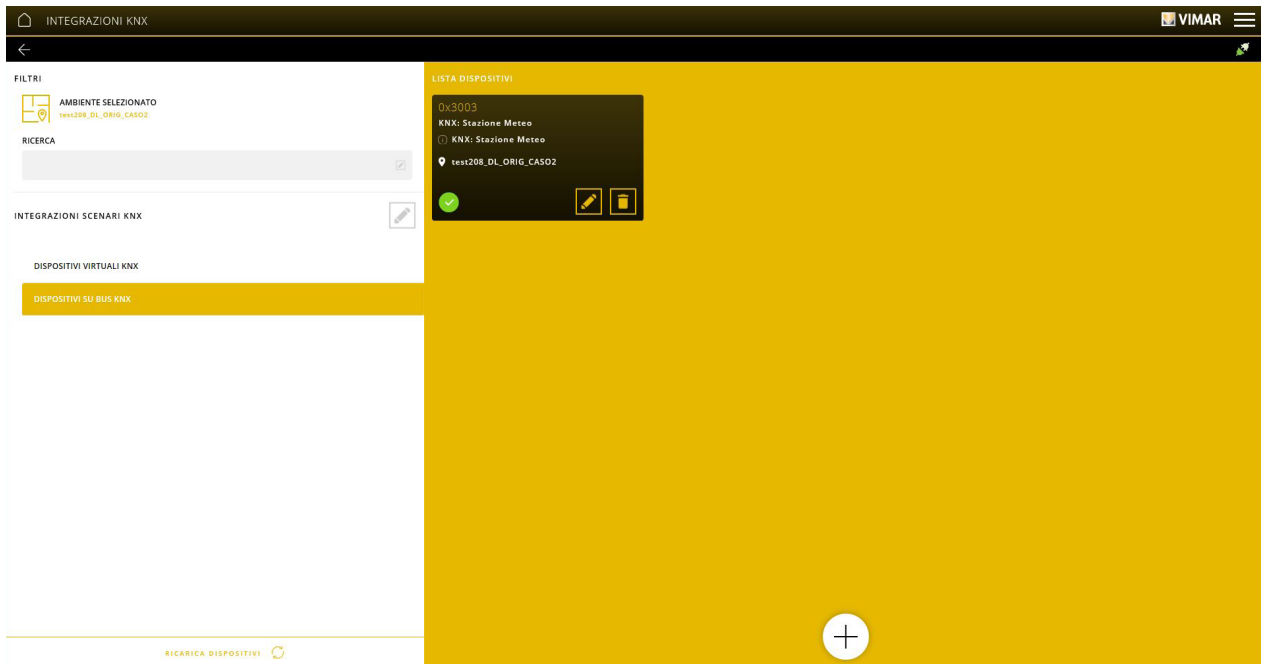 INTEGRAZIONI KNX
VIMAR
FILTRI
AMBIENTE SELEZIONATO
test208_DL_ORIG_CASO2
RICERCA
INTEGRAZIONI SCENARI KNX
DISPOSITIVI VIRTUALI KNX
DISPOSITIVI SU BUS KNX
RICARICA DISPOSITIVI
LISTA DISPOSITIVI
0x3003
KNX: Stazione Meteo
KNX: Stazione Meteo
test208_DL_ORIG_CASO2